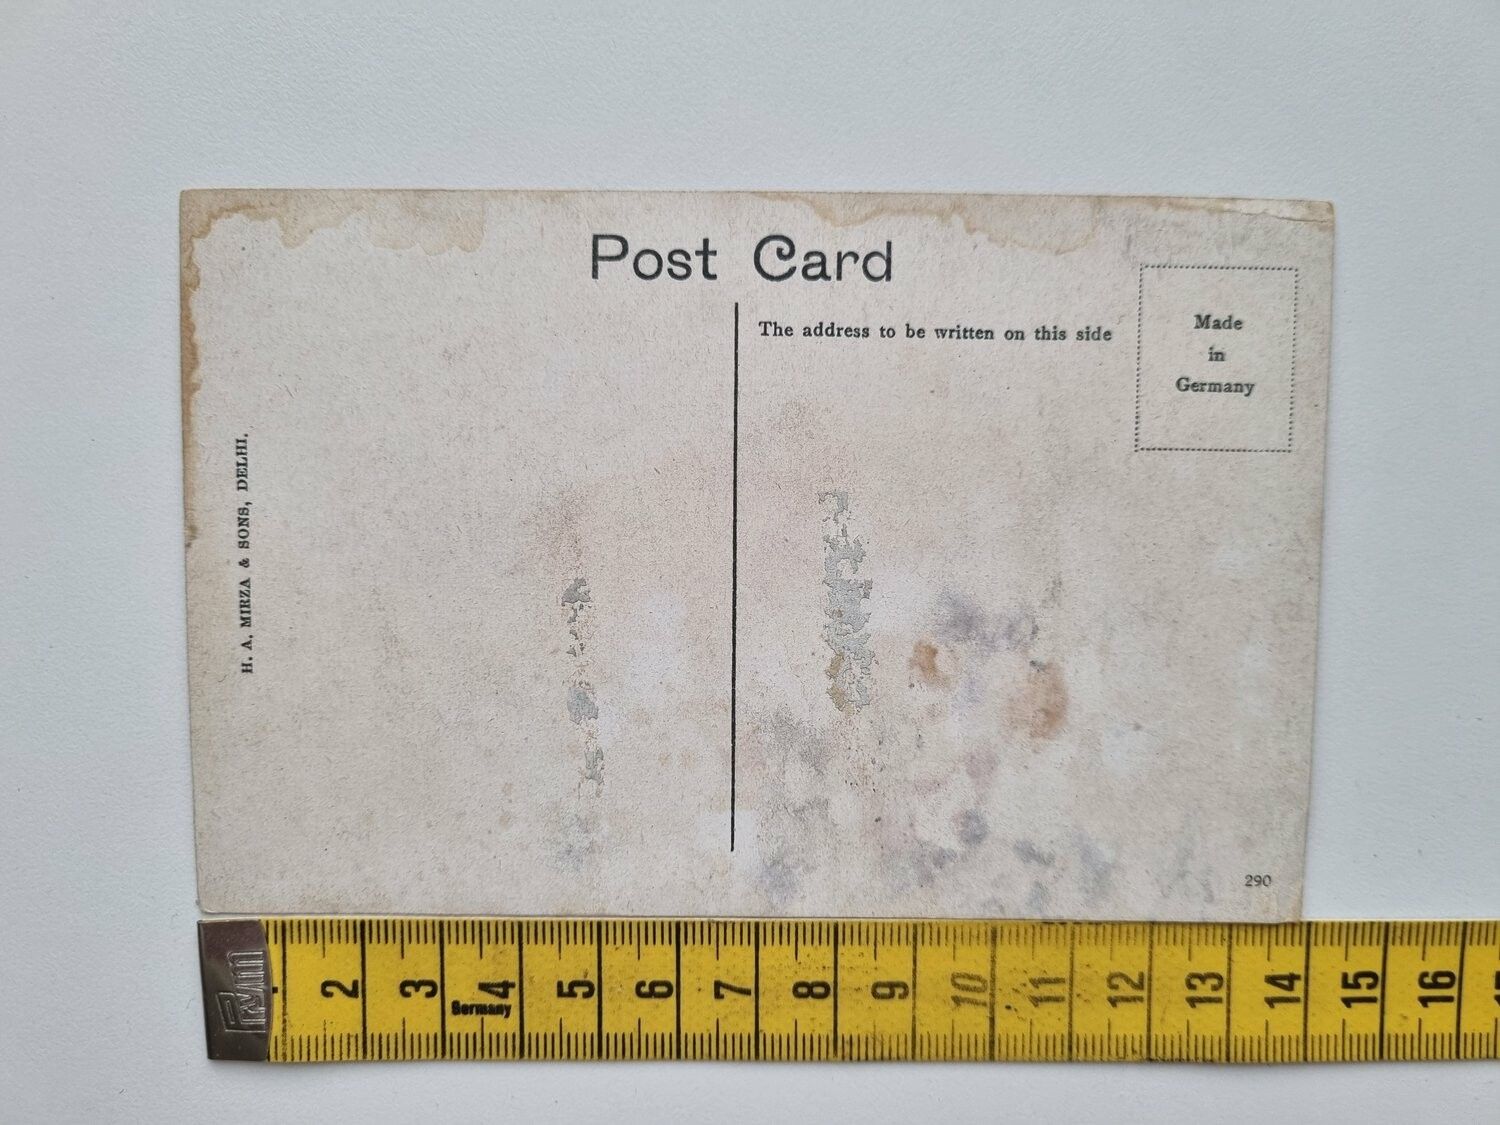 Post Card
The address to be written on this side
Made
in
Germany
H. A. MIRZA & SONS, DELHI.
290
Prym
Germany
2 3 4 5 6 7 8 9 10 11 12 13 14 15 16